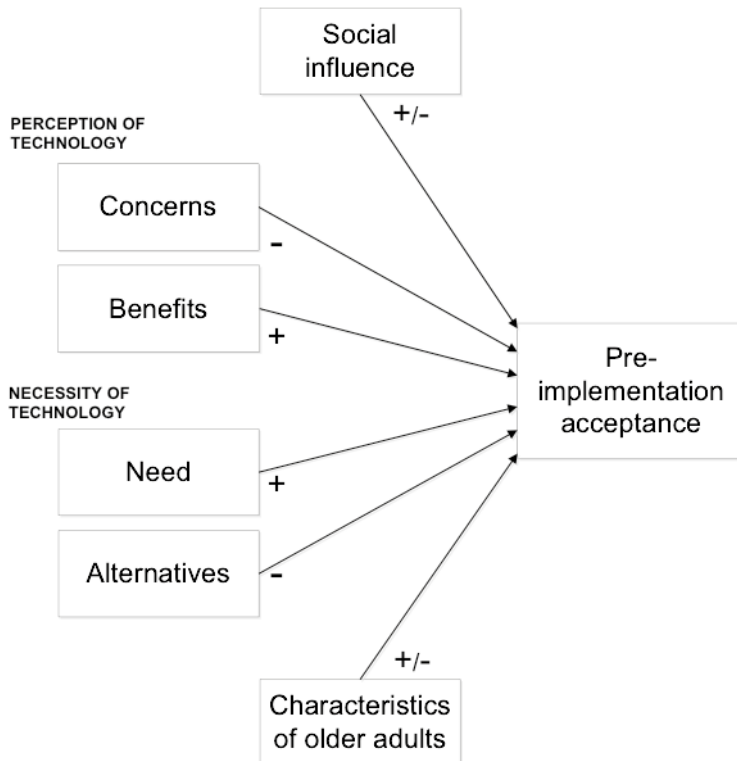 Social
influence
+/-
PERCEPTION OF
TECHNOLOGY
Concerns
-
Benefits
+
Pre-
implementation
acceptance
NECESSITY OF
TECHNOLOGY
Need
+
Alternatives
-
+/-
Characteristics
of older adults